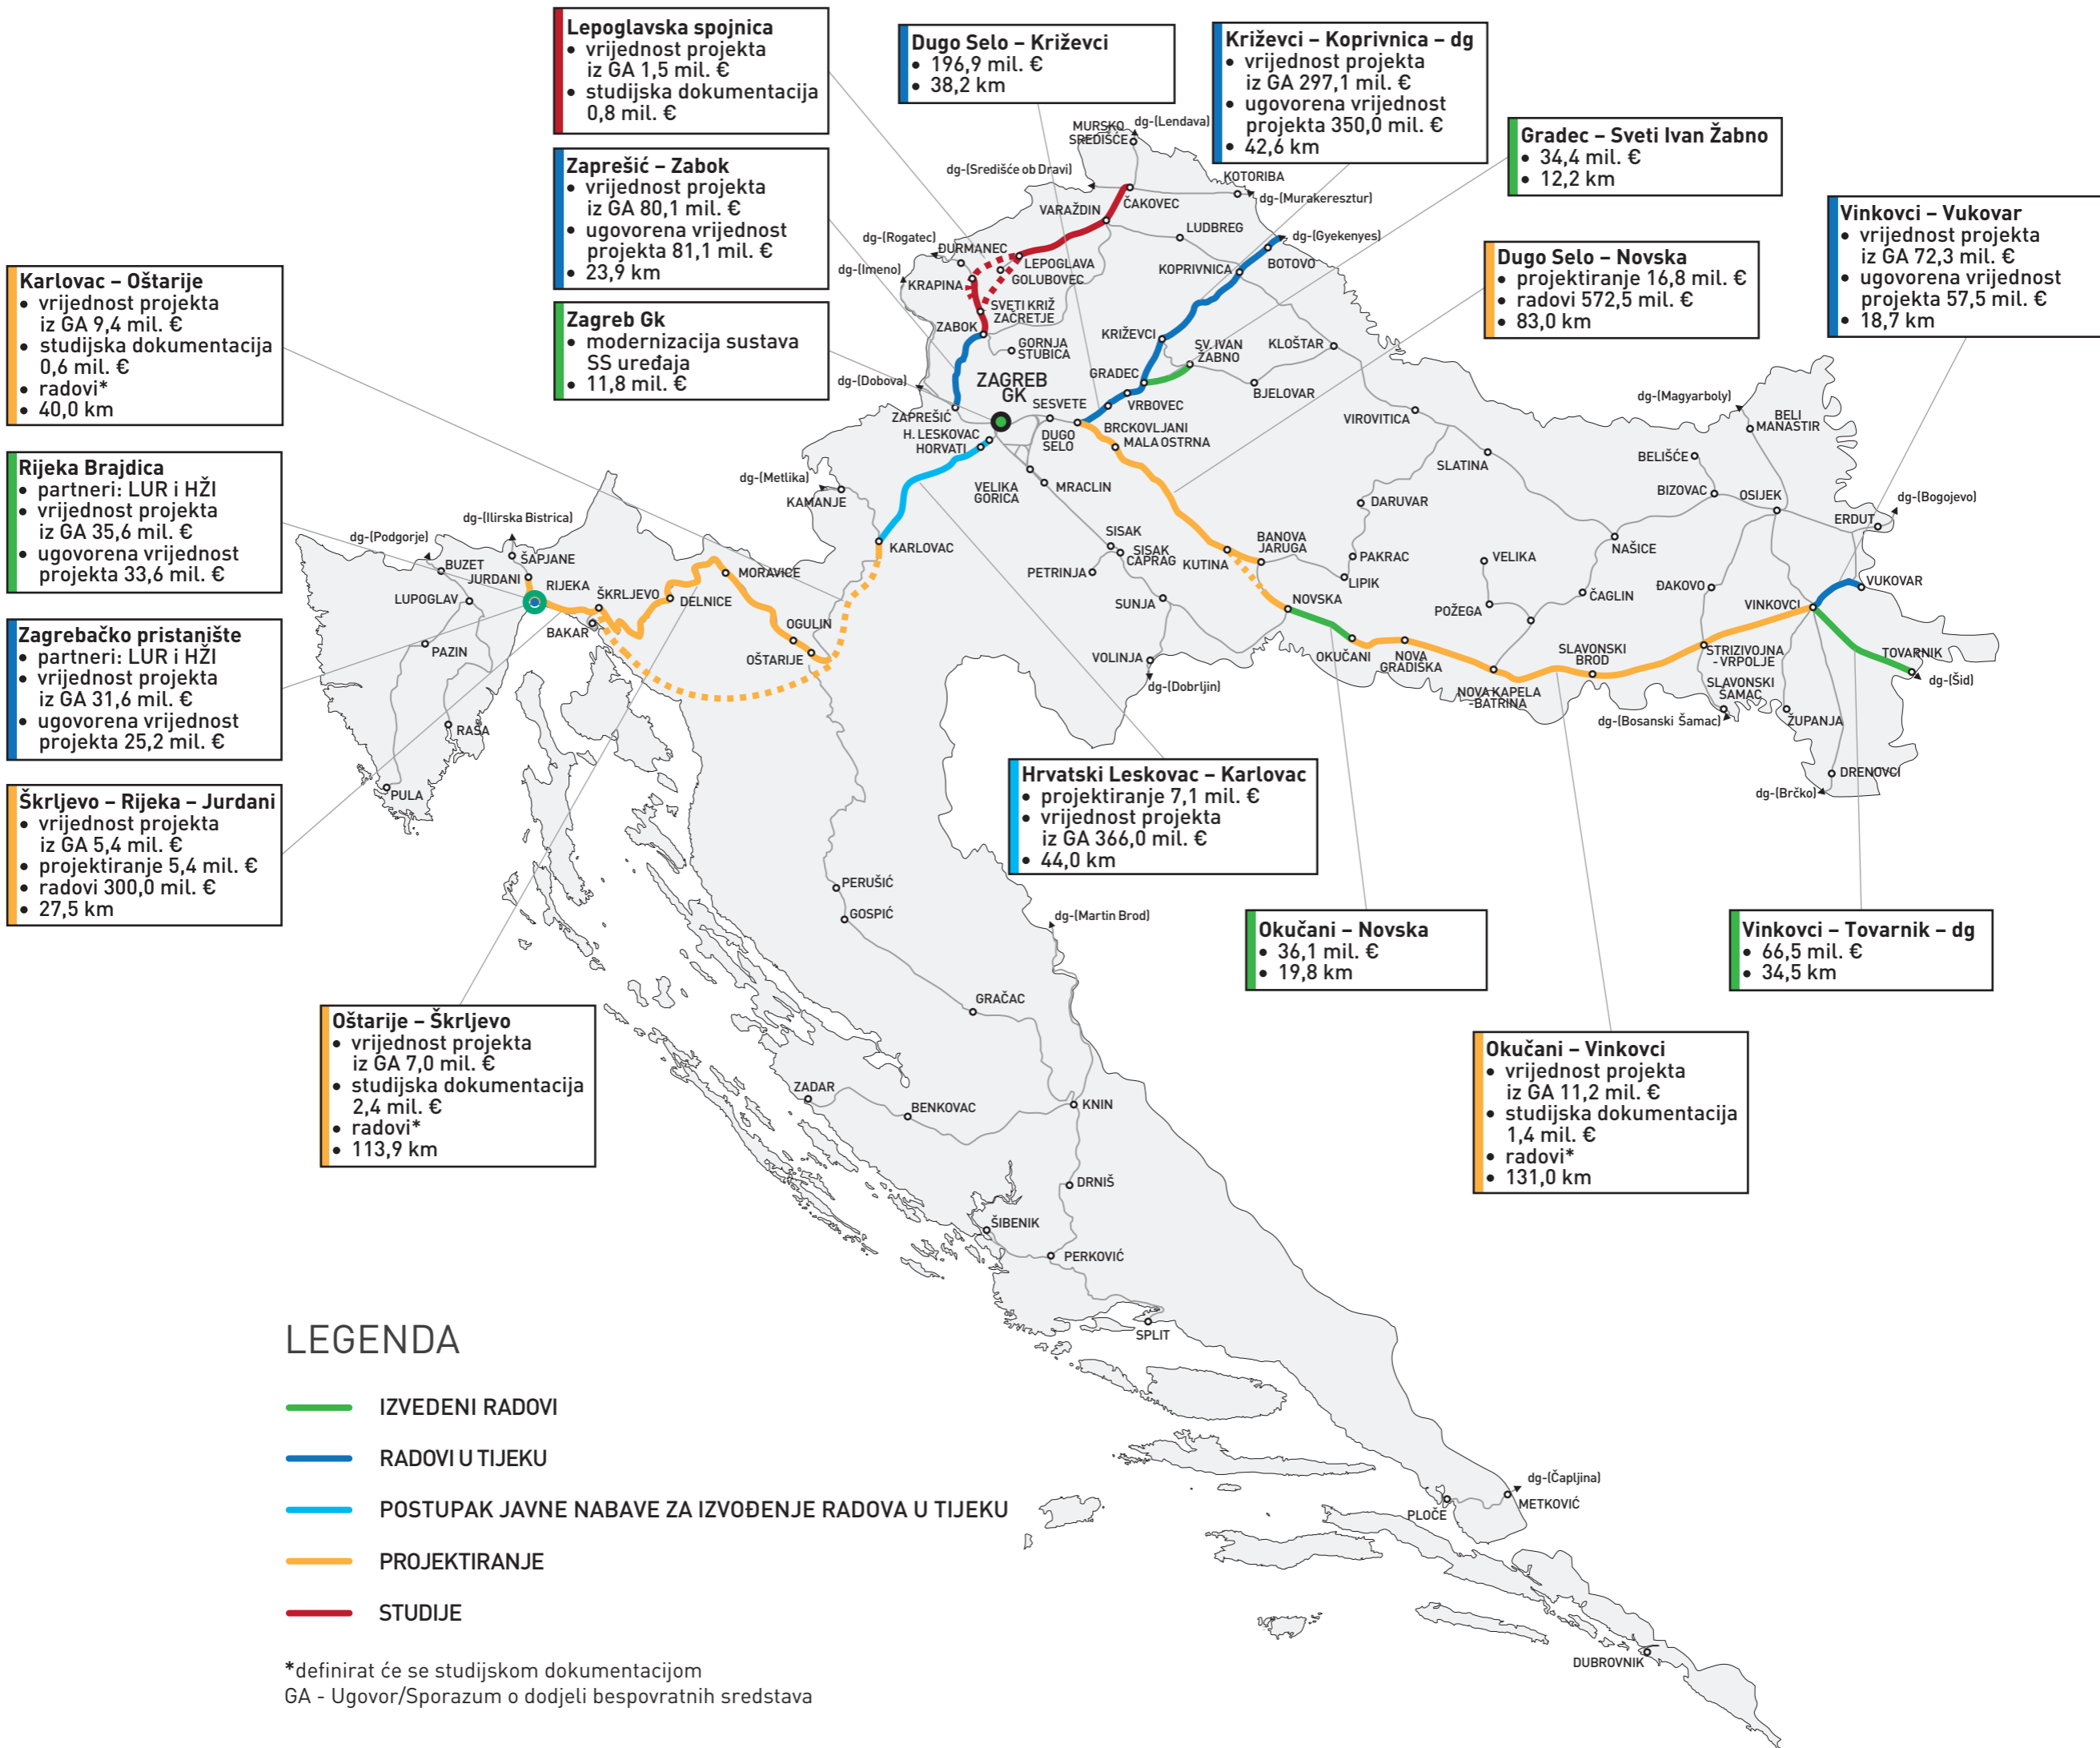 Lepoglavska spojnica
• vrijednost projekta
iz GA 1,5 mil. €
• studijska dokumentacija
0,8 mil. €
Dugo Selo – Križevci
• 196,9 mil. €
• 38,2 km
Križevci – Koprivnica – dg
• vrijednost projekta
iz GA 297,1 mil. €
• ugovorena vrijednost
projekta 350,0 mil. €
• 42,6 km
Gradec – Sveti Ivan Žabno
• 34,4 mil. €
• 12,2 km
Zaprešić – Zabok
• vrijednost projekta
iz GA 80,1 mil. €
• ugovorena vrijednost
projekta 81,1 mil. €
• 23,9 km
Vinkovci – Vukovar
• vrijednost projekta
iz GA 72,3 mil. €
• ugovorena vrijednost
projekta 57,5 mil. €
• 18,7 km
Dugo Selo – Novska
• projektiranje 16,8 mil. €
• radovi 572,5 mil. €
• 83,0 km
Karlovac – Oštarije
• vrijednost projekta
iz GA 9,4 mil. €
• studijska dokumentacija
0,6 mil. €
• radovi*
• 40,0 km
Zagreb Gk
• modernizacija sustava
SS uređaja
• 11,8 mil. €
Rijeka Brajdica
• partneri: LUR i HŽI
• vrijednost projekta
iz GA 35,6 mil. €
• ugovorena vrijednost
projekta 33,6 mil. €
Zagrebačko pristanište
• partneri: LUR i HŽI
• vrijednost projekta
iz GA 31,6 mil. €
• ugovorena vrijednost
projekta 25,2 mil. €
Škrljevo – Rijeka – Jurdani
• vrijednost projekta
iz GA 5,4 mil. €
• projektiranje 5,4 mil. €
• radovi 300,0 mil. €
• 27,5 km
Hrvatski Leskovac – Karlovac
• projektiranje 7,1 mil. €
• vrijednost projekta
iz GA 366,0 mil. €
• 44,0 km
Okučani – Novska
• 36,1 mil. €
• 19,8 km
Vinkovci – Tovarnik – dg
• 66,5 mil. €
• 34,5 km
Oštarije – Škrljevo
• vrijednost projekta
iz GA 7,0 mil. €
• studijska dokumentacija
2,4 mil. €
• radovi*
• 113,9 km
Okučani – Vinkovci
• vrijednost projekta
iz GA 11,2 mil. €
• studijska dokumentacija
1,4 mil. €
• radovi*
• 131,0 km
dg-(Lendava)
MURSKO
SREDIŠĆE
dg-(Središće ob Dravi)
ČAKOVEC
KOTORIBA
dg-(Murakeresztur)
VARAŽDIN
LUDBREG
dg-(Gyekenyes)
BOTOVO
KOPRIVNICA
dg-(Rogatec)
ĐURMANEC
dg-(Imeno)
LEPOGLAVA
GOLUBOVEC
KRAPINA
SVETI KRIŽ
ZAČRETJE
ZABOK
GORNJA
STUBICA
KRIŽEVCI
SV. IVAN
ŽABNO
KLOŠTAR
GRADEC
BJELOVAR
VRBOVEC
dg-(Dobova)
ZAGREB
GK
ZAPREŠIĆ
SESVETE
H. LESKOVAC
HORVATI
DUGO
SELO
BRCKOVLJANI
MALA OSTRNA
VIROVITICA
dg-(Magyarboly)
BELI
MANASTIR
SLATINA
BELIŠĆE
BIZOVAC
OSIJEK
dg-(Bogojevo)
ERDUT
dg-(Metlika)
KAMANJE
VELIKA
GORICA
MRACLIN
DARUVAR
SISAK
SISAK
CAPRAG
PETRINJA
KUTINA
BANOVA
JARUGA
PAKRAC
LIPIK
VELIKA
NAŠICE
KARLOVAC
SUNJA
NOVSKA
POŽEGA
ČAGLIN
ĐAKOVO
VINKOVCI
VUKOVAR
dg-(Ilirska Bistrica)
dg-(Podgorje)
ŠAPJANE
BUZET
JURDANI
RIJEKA
LUPOGLAV
ŠKRLJEVO
BAKAR
DELNICE
MORAVICE
OGULIN
OŠTARIJE
PAZIN
RAŠA
PULA
VOLINJA
dg-(Dobrljin)
OKUČANI
NOVA
GRADIŠKA
NOVA KAPELA
-BATRINA
SLAVONSKI
BROD
STRIZIVOJNA
-VRPOLJE
SLAVONSKI
ŠAMAC
dg-(Bosanski Šamac)
ŽUPANJA
TOVARNIK
dg-(Šid)
DRENOVCI
dg-(Brčko)
PERUŠIĆ
GOSPIĆ
dg-(Martin Brod)
GRAČAC
ZADAR
BENKOVAC
KNIN
DRNIŠ
ŠIBENIK
PERKOVIĆ
SPLIT
dg-(Čapljina)
METKOVIĆ
PLOČE
DUBROVNIK
LEGENDA
IZVEDENI RADOVI
RADOVI U TIJEKU
POSTUPAK JAVNE NABAVE ZA IZVOĐENJE RADOVA U TIJEKU
PROJEKTIRANJE
STUDIJE
*definirat će se studijskom dokumentacijom
GA - Ugovor/Sporazum o dodjeli bespovratnih sredstava